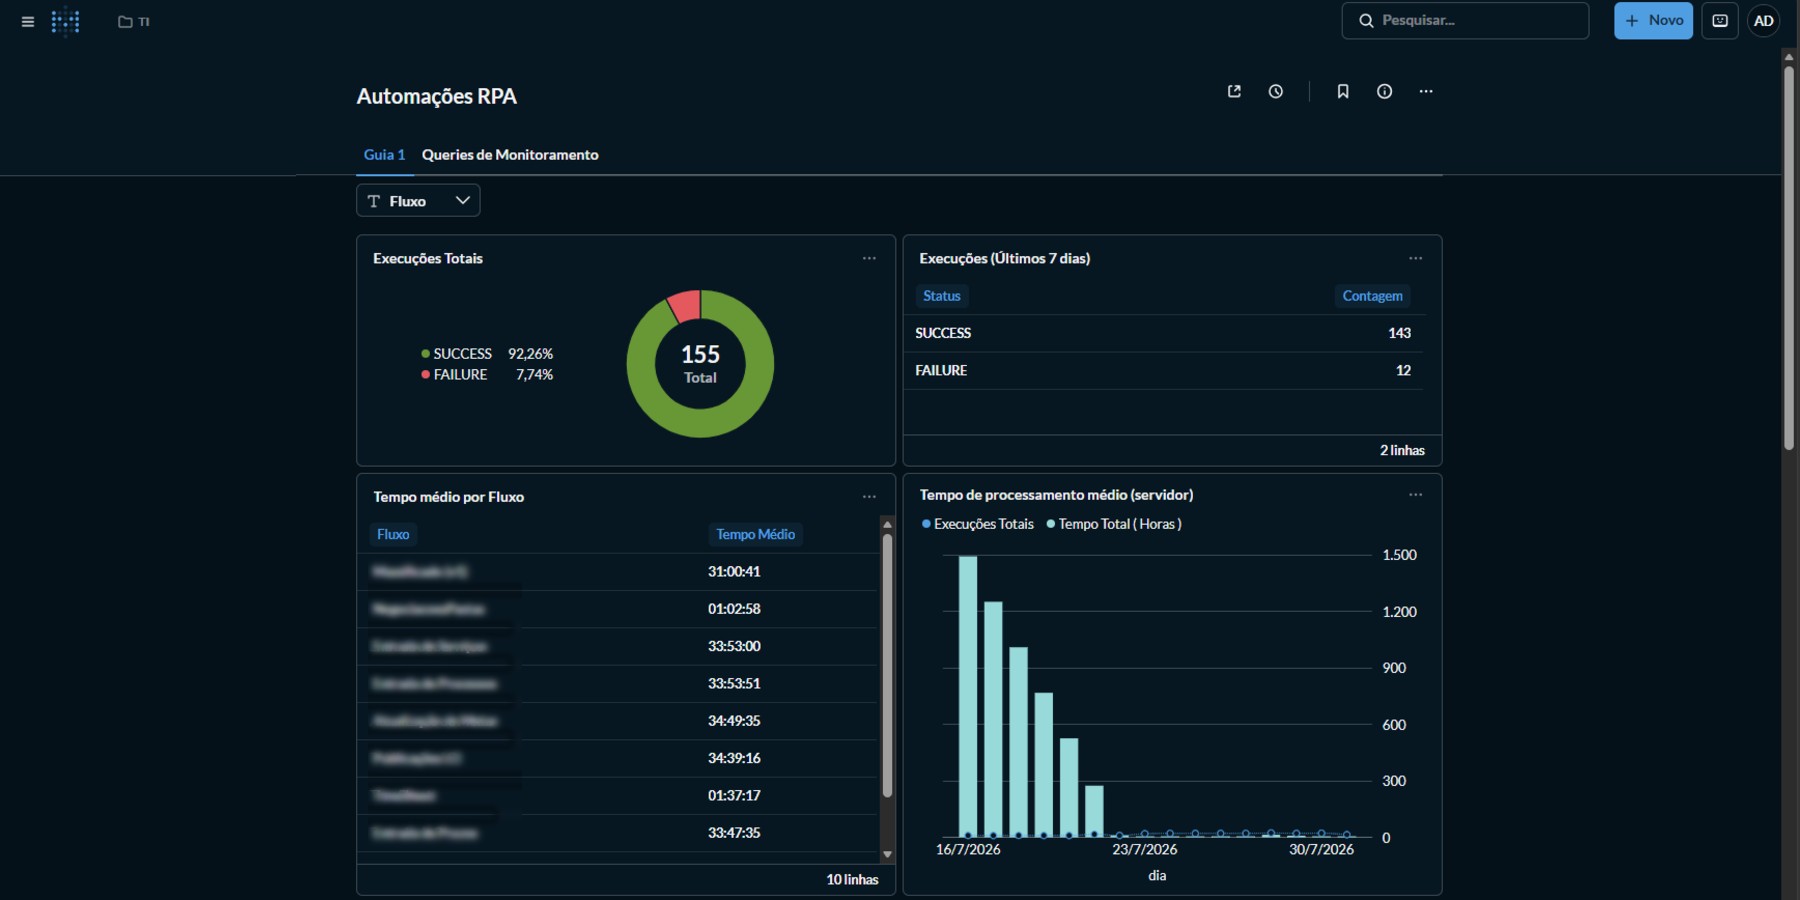 TI
Pesquisar...
+ Novo
AD
Automações RPA
Guia 1
Queries de Monitoramento
Fluxo
Execuções Totais
SUCCESS 92,26%
FAILURE 7,74%
155
Total
Execuções (Últimos 7 dias)
Status Contagem
SUCCESS 143
FAILURE 12
2 linhas
Tempo médio por Fluxo
Fluxo Tempo Médio
31:00:41
01:02:58
33:53:00
33:53:51
34:49:35
34:39:16
01:37:17
33:47:35
10 linhas
Tempo de processamento médio (servidor)
Execuções Totais Tempo Total ( Horas )
1.500
1.200
900
600
300
0
16/7/2026 23/7/2026 30/7/2026
dia